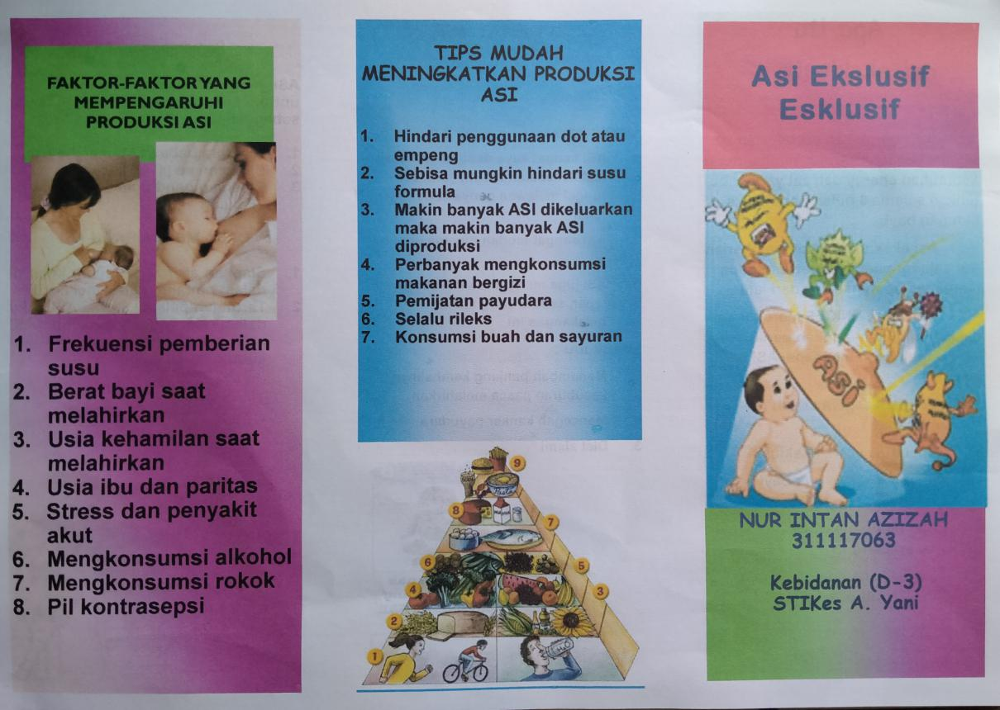 FAKTOR-FAKTOR YANG
MEMPENGARUHI
PRODUKSI ASI
1. Frekuensi pemberian
susu
2. Berat bayi saat
melahirkan
3. Usia kehamilan saat
melahirkan
4. Usia ibu dan paritas
5. Stress dan penyakit
akut
6. Mengkonsumsi alkohol
7. Mengkonsumsi rokok
8. Pil kontrasepsi
TIPS MUDAH
MENINGKATKAN PRODUKSI
ASI
1. Hindari penggunaan dot atau
empeng
2. Sebisa mungkin hindari susu
formula
3. Makin banyak ASI dikeluarkan
maka makin banyak ASI
diproduksi
4. Perbanyak mengkonsumsi
makanan bergizi
5. Pemijatan payudara
6. Selalu rileks
7. Konsumsi buah dan sayuran
9
8
7
6
5
4
3
2
1
Asi Ekslusif
Esklusif
ASI
NUR INTAN AZIZAH
311117063
Kebidanan (D-3)
STIKes A. Yani